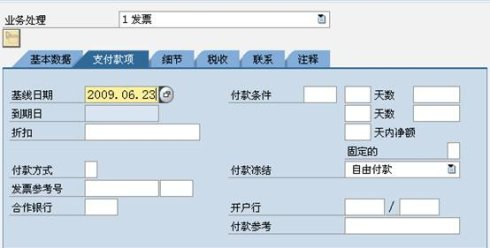 业务处理 1 发票
基本数据 支付款项 细节 税收 联系 注释
基线日期 2009.06.23 付款条件 天数
到期日 天数
折扣 天内净额
固定的
付款方式 付款冻结 自由付款
发票参考号
合作银行 开户行 /
付款参考